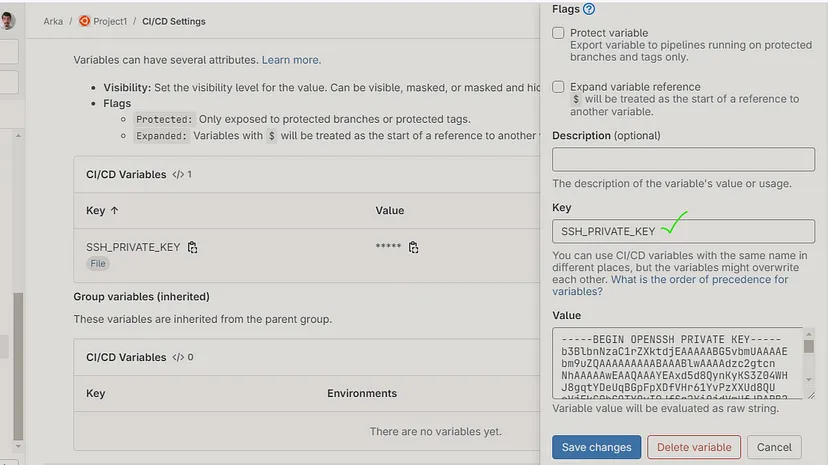 Arka / Project1 / CI/CD Settings
Variables can have several attributes. Learn more.
Visibility: Set the visibility level for the value. Can be visible, masked, or masked and hid
Flags
Protected: Only exposed to protected branches or protected tags.
Expanded: Variables with $ will be treated as the start of a reference to another
CI/CD Variables </> 1
Key ↑ Value
SSH_PRIVATE_KEY *****
File
Group variables (inherited)
These variables are inherited from the parent group.
CI/CD Variables </> 0
Key Environments
There are no variables yet.
Flags
Protect variable
Export variable to pipelines running on protected
branches and tags only.
Expand variable reference
$ will be treated as the start of a reference to
another variable.
Description (optional)
The description of the variable's value or usage.
Key
SSH_PRIVATE_KEY
You can use CI/CD variables with the same name in
different places, but the variables might overwrite
each other. What is the order of precedence for
variables?
Value
-----BEGIN OPENSSH PRIVATE KEY-----
b3BlbnNzaC1rZXktdjEAAAAABG5vbmUAAAAE
bm9uZQAAAAAAAAABAAABlwAAAAdzc2gtcn
NhAAAAAwEAAQAAAYEAxd5d8QynKyKS3Z04WH
J8gqtYDeUqBGpFpXDfVHr61YvPzXXUd8QU
Variable value will be evaluated as raw string.
Save changes Delete variable Cancel